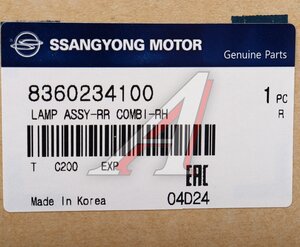 SSANGYONG MOTOR
Genuine Parts
8360234100 1 PC
LAMP ASSY-RR COMBI-RH R
T C200 EXP
EAC
Made In Korea 04D24